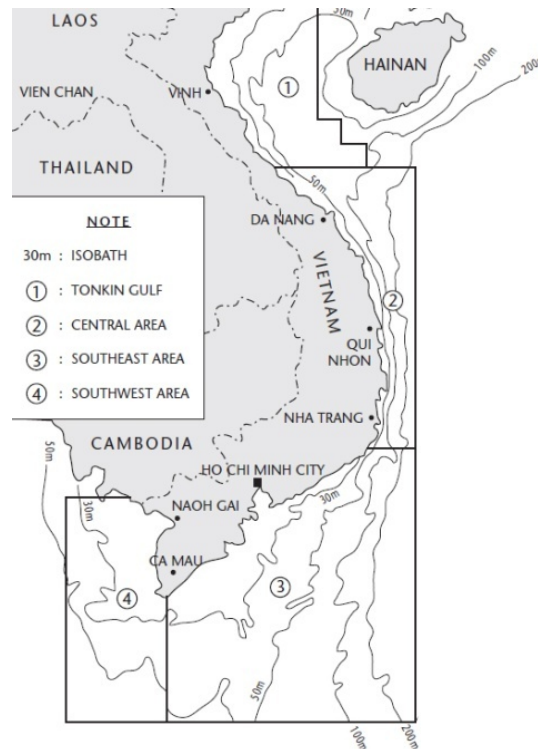 LAOS
50m
HAINAN
100m
200m
1
VIEN CHAN
VINH
THAILAND
50m
NOTE
30m : ISOBATH
1 : TONKIN GULF
2 : CENTRAL AREA
3 : SOUTHEAST AREA
4 : SOUTHWEST AREA
DA NANG
VIETNAM
2
QUI
NHON
NHA TRANG
CAMBODIA
50m
HO CHI MINH CITY
30m
30m
NAOH GAI
CA MAU
3
4
50m
100m
200m